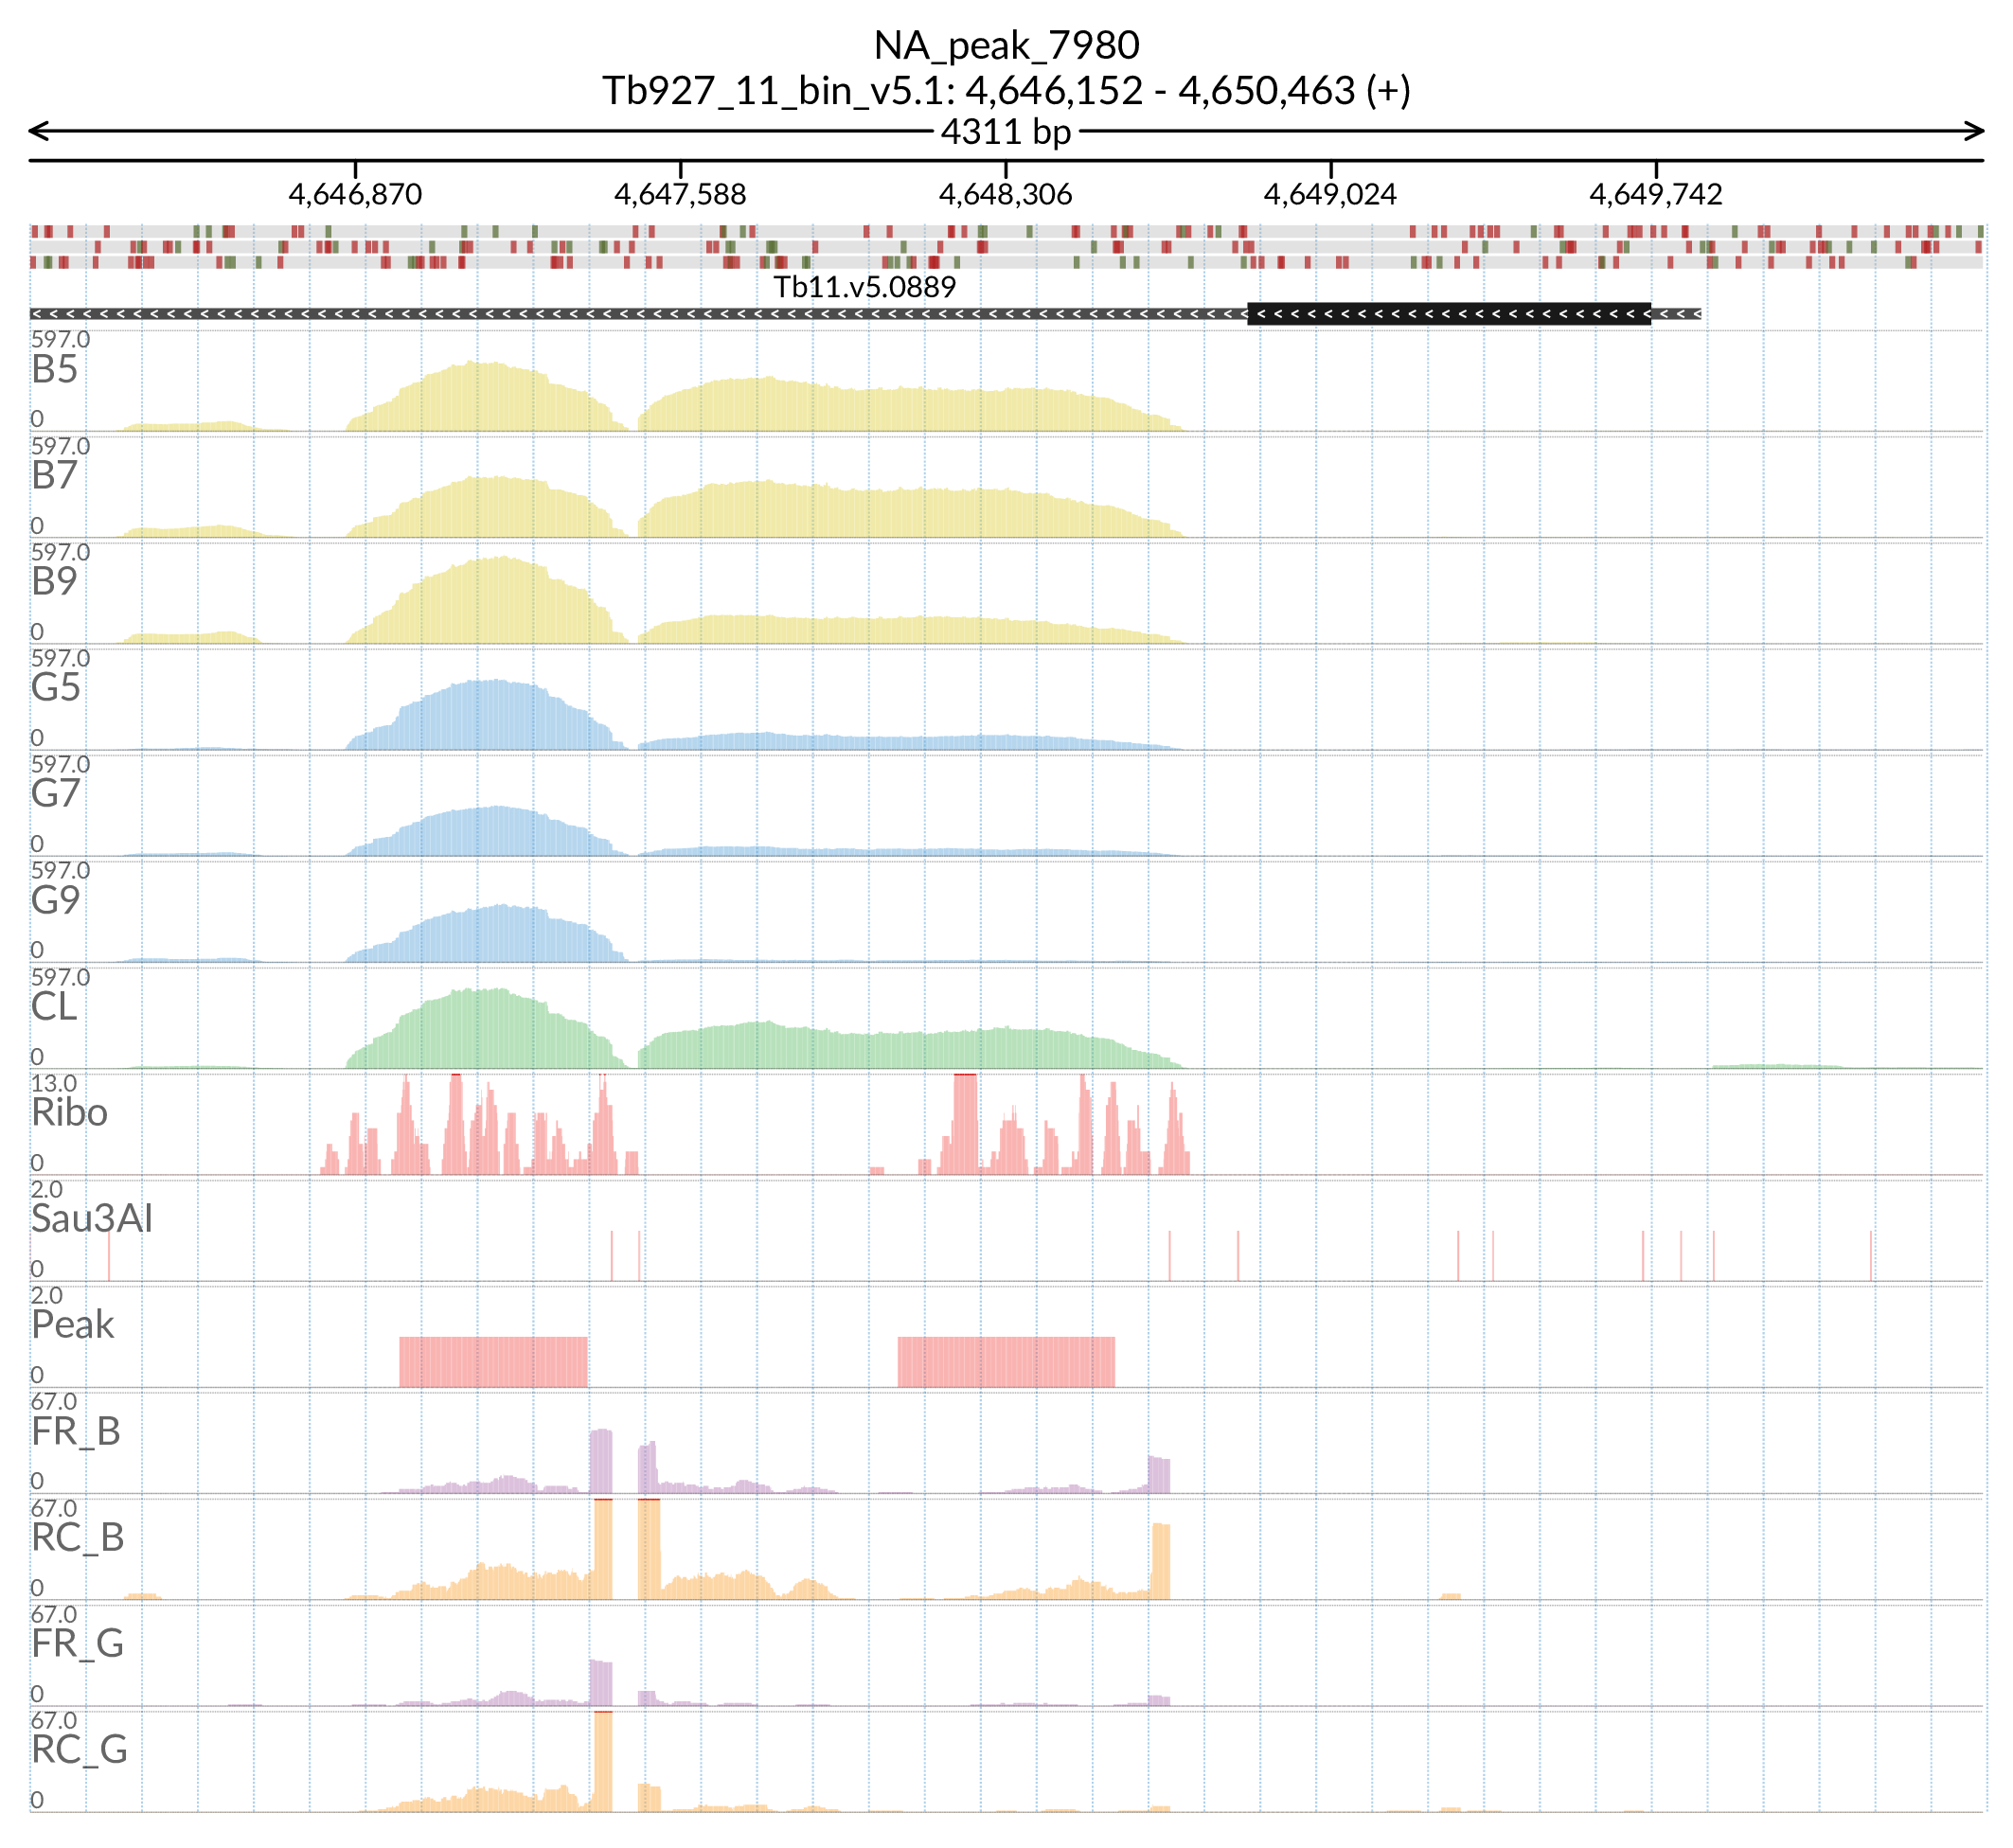 NA_peak_7980
Tb927_11_bin_v5.1: 4,646,152 - 4,650,463 (+)
4311 bp
4,646,870 4,647,588 4,648,306 4,649,024 4,649,742
Tb11.v5.0889
597.0
B5
0
597.0
B7
0
597.0
B9
0
597.0
G5
0
597.0
G7
0
597.0
G9
0
597.0
CL
0
13.0
Ribo
0
2.0
Sau3AI
0
2.0
Peak
0
67.0
FR_B
0
67.0
RC_B
0
67.0
FR_G
0
67.0
RC_G
0